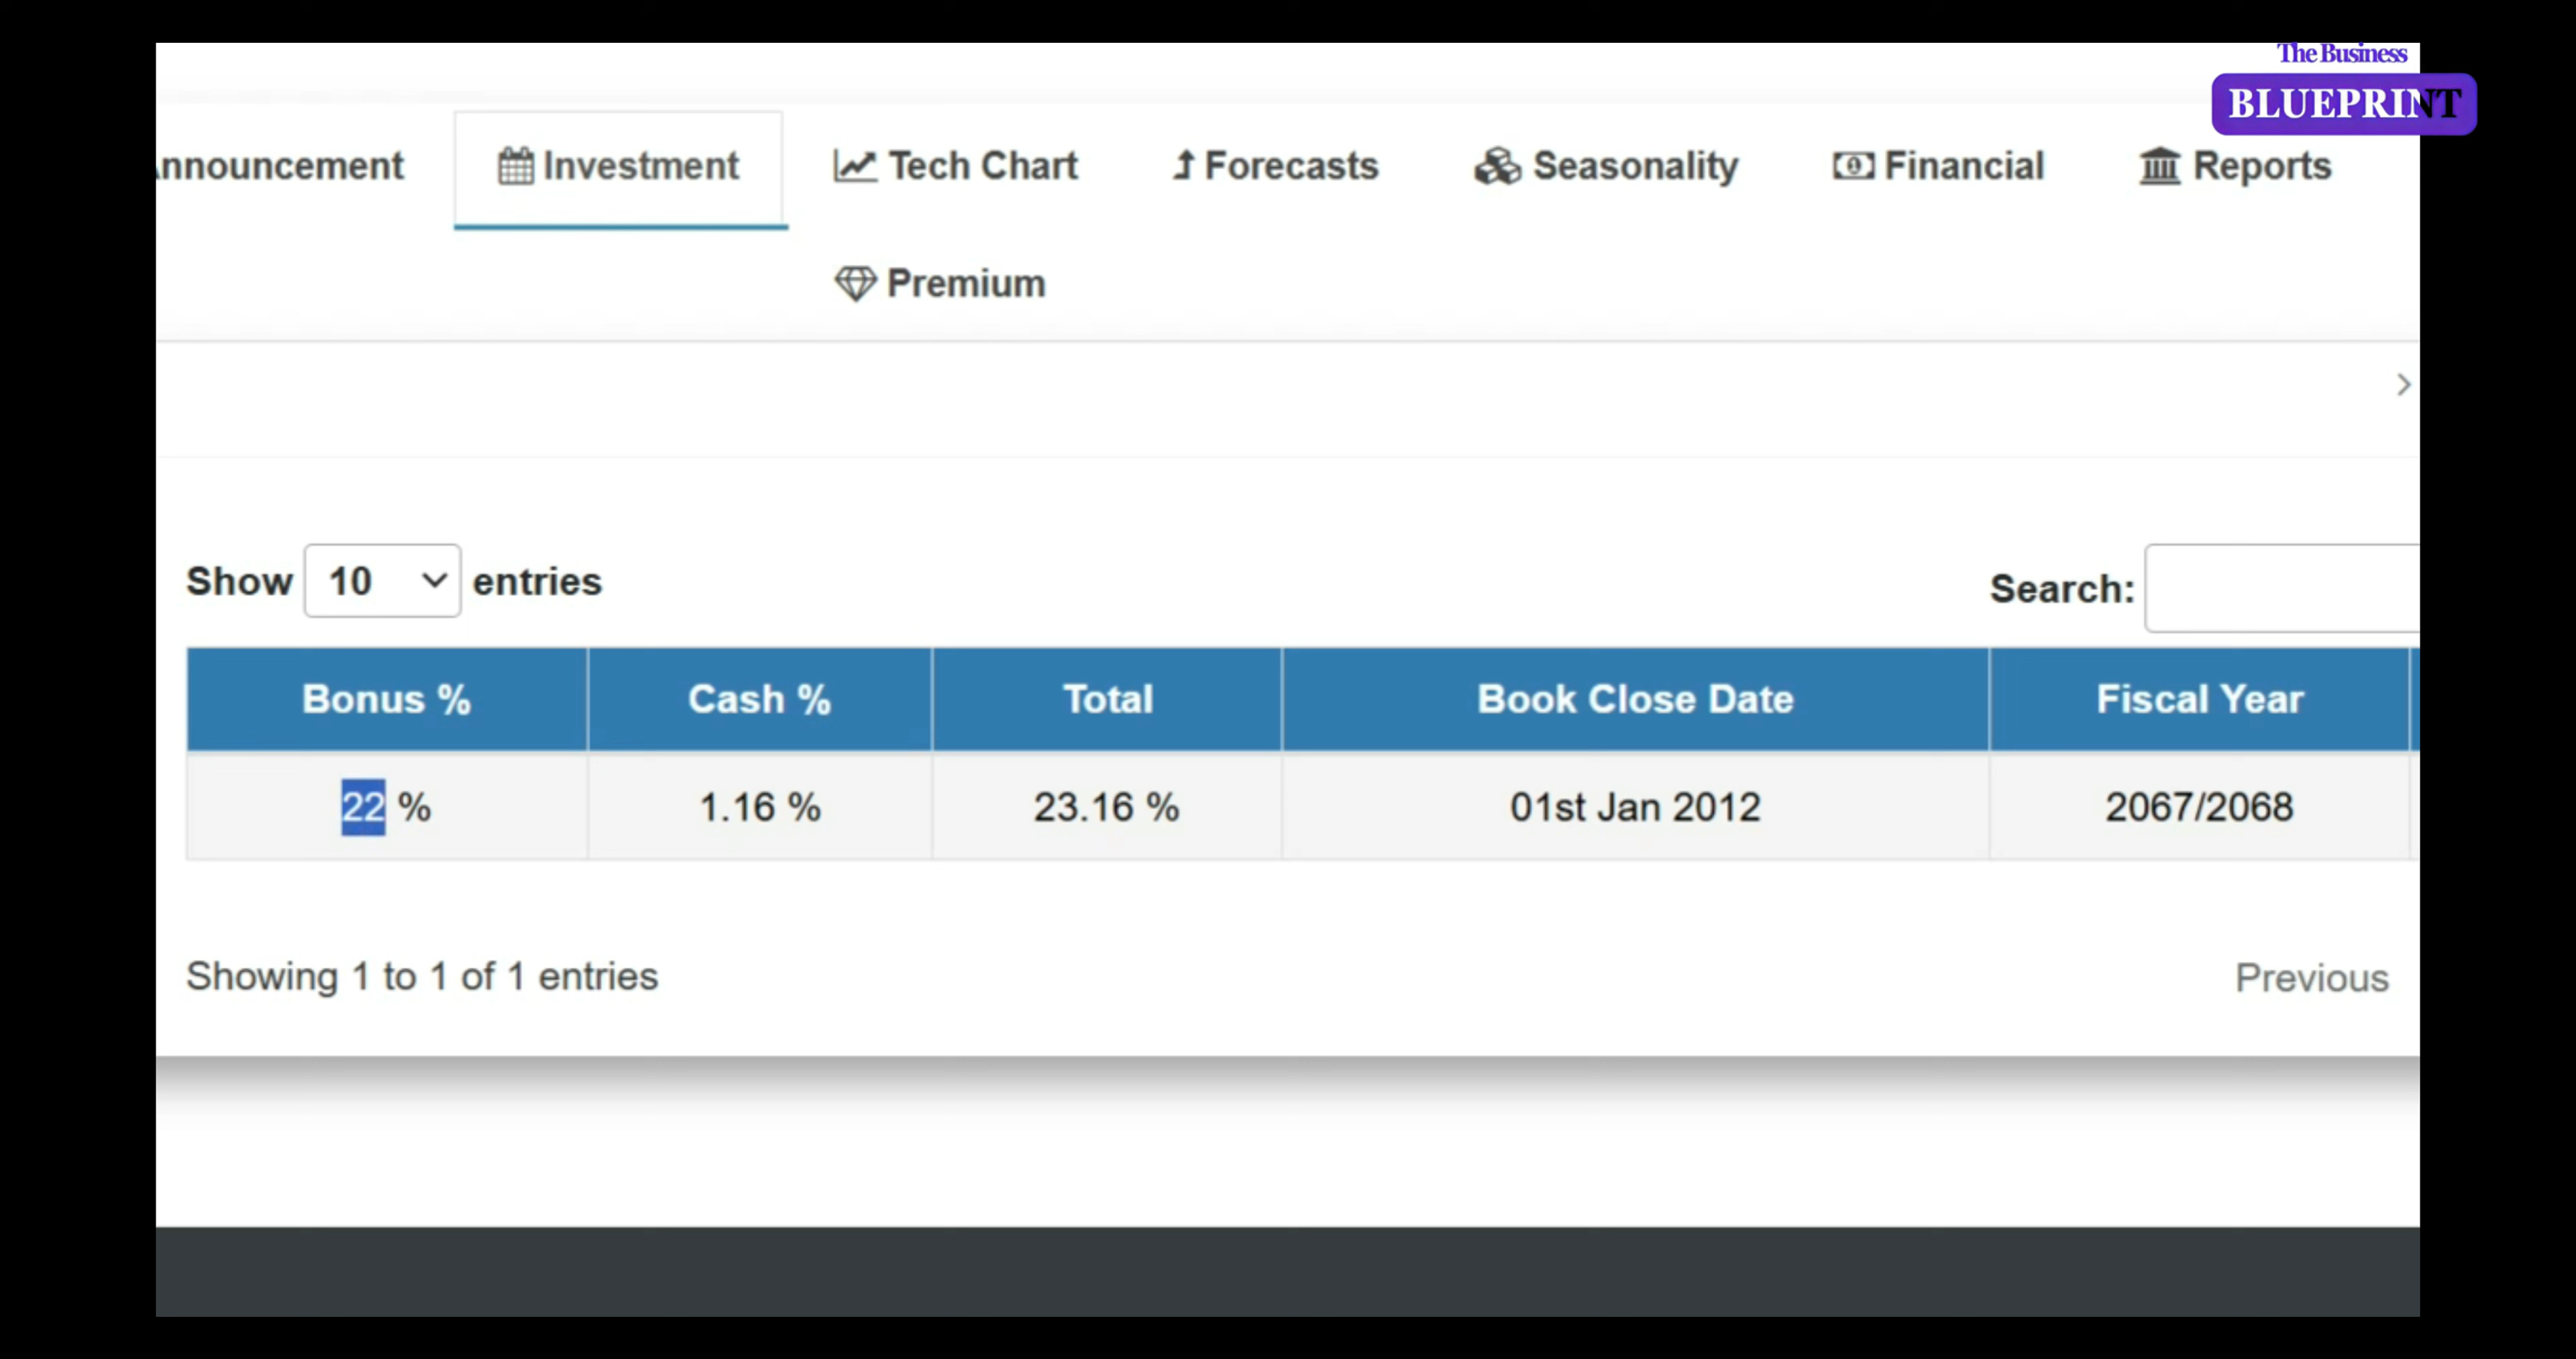 The Business
BLUEPRINT
nnouncement Investment Tech Chart Forecasts Seasonality Financial Reports
Premium
Show 10 entries Search:
Bonus % Cash % Total Book Close Date Fiscal Year
22 % 1.16 % 23.16 % 01st Jan 2012 2067/2068
Showing 1 to 1 of 1 entries Previous